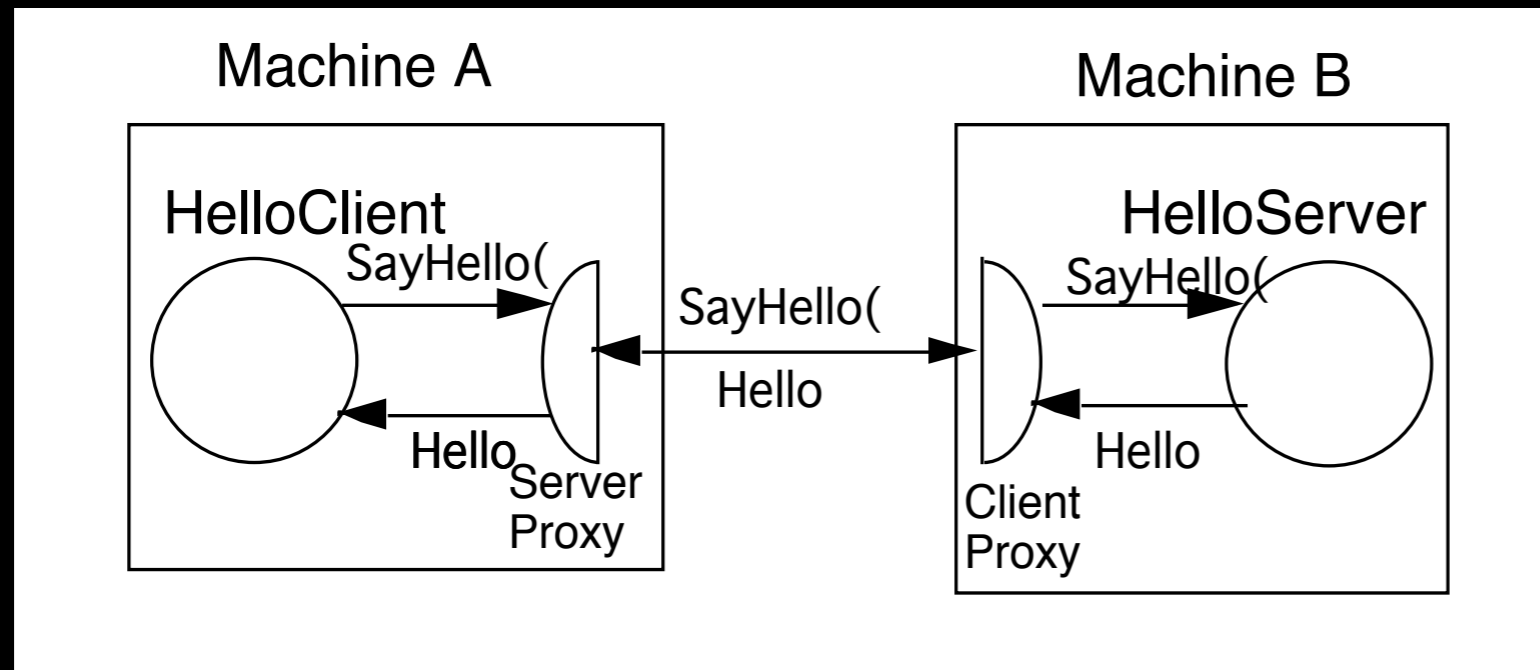 Machine A
Machine B
HelloClient
SayHello(
Hello
Server
Proxy
SayHello(
Hello
HelloServer
SayHello(
Hello
Client
Proxy